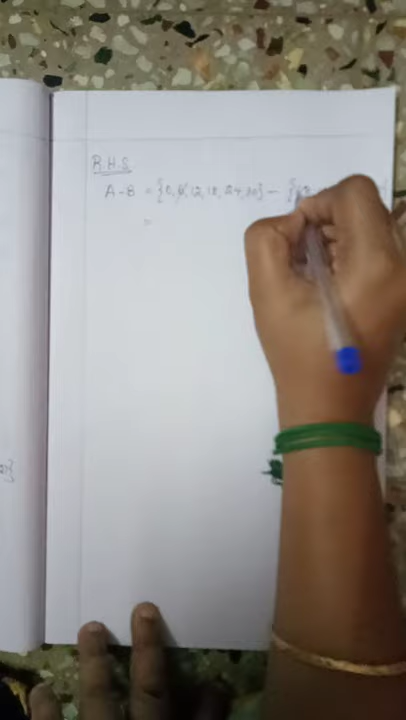 R.H.S.
A-B = {0, 6, 12, 18, 24, 30} - {
=